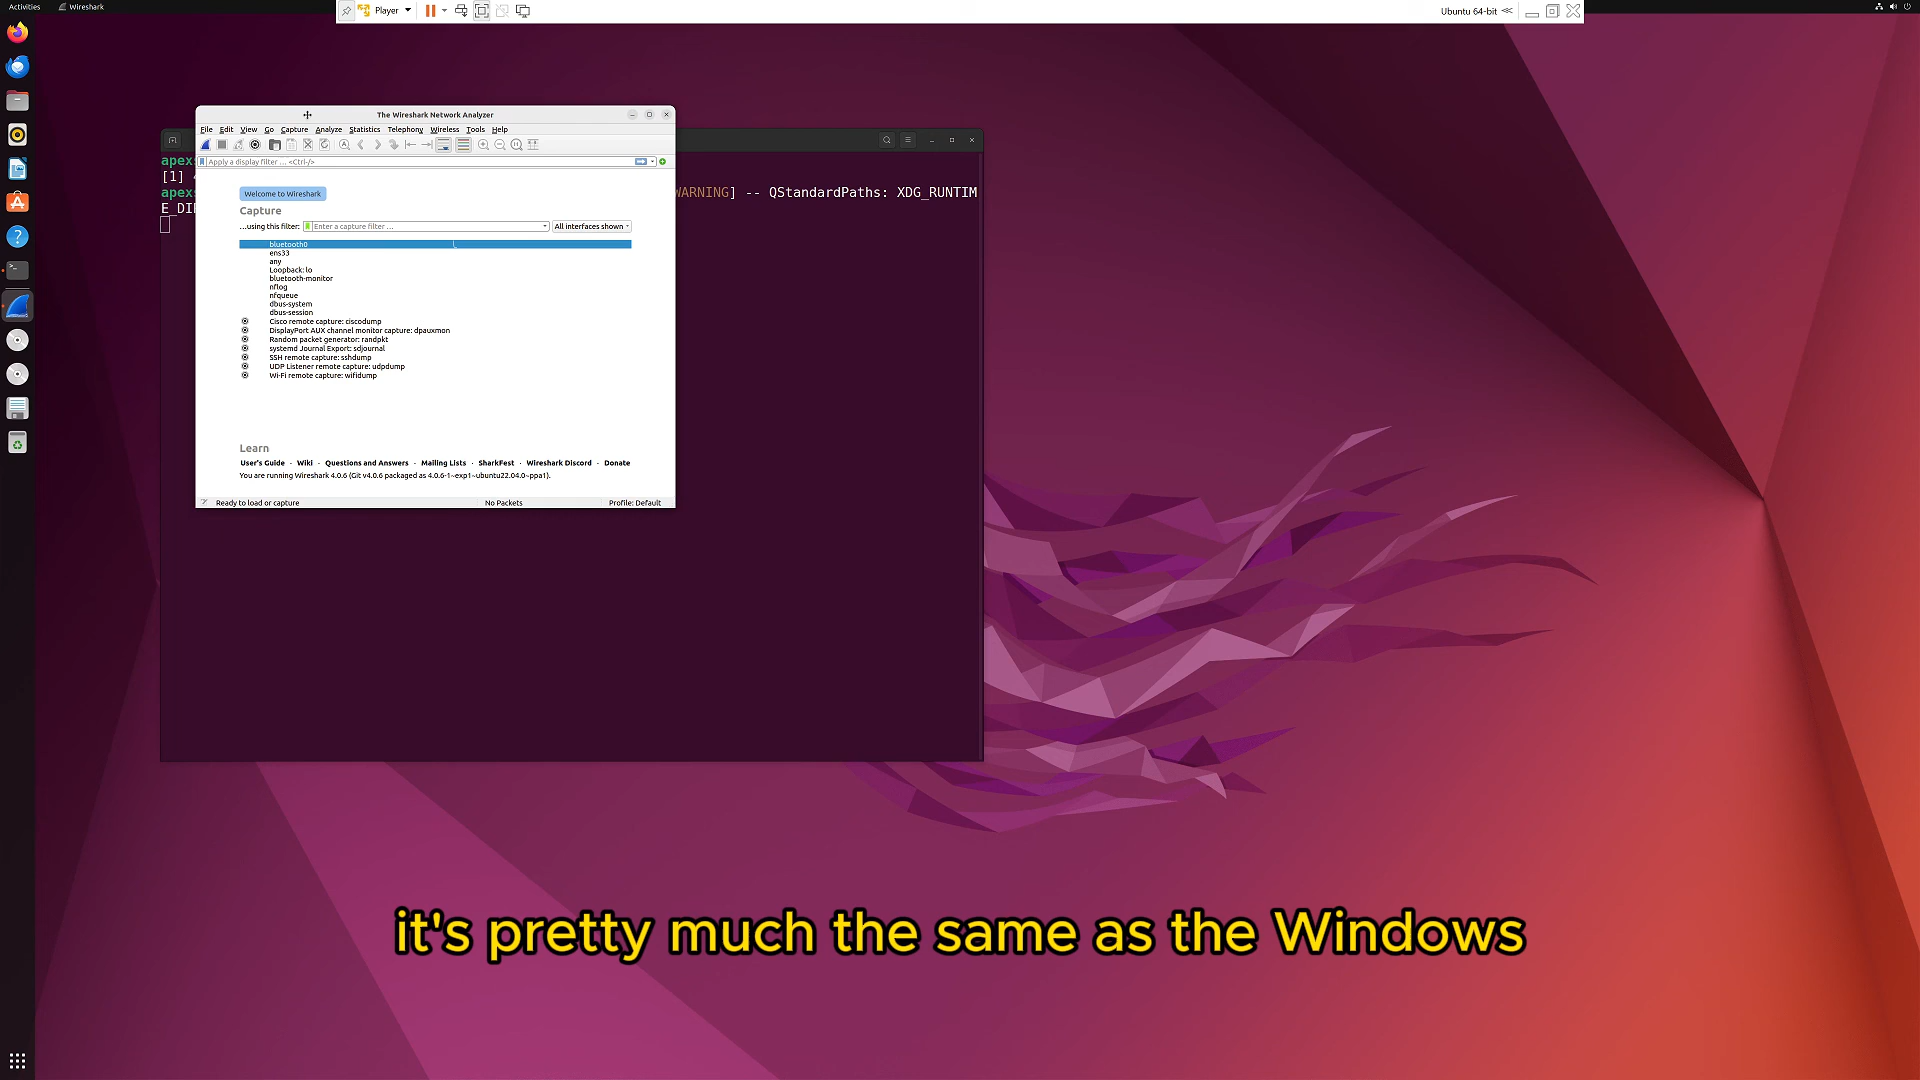 Activities
Wireshark
Player
Ubuntu 64-bit
The Wireshark Network Analyzer
File Edit View Go Capture Analyze Statistics Telephony Wireless Tools Help
Apply a display filter ... <Ctrl-/>
Welcome to Wireshark
Capture
...using this filter: Enter a capture filter ... All interfaces shown
bluetooth0
ens33
any
Loopback: lo
bluetooth-monitor
nflog
nfqueue
dbus-system
dbus-session
Cisco remote capture: ciscodump
DisplayPort AUX channel monitor capture: dpauxmon
Random packet generator: randpkt
systemd Journal Export: sdjournal
SSH remote capture: sshdump
UDP Listener remote capture: udpdump
Wi-Fi remote capture: wifidump
Learn
User's Guide · Wiki · Questions and Answers · Mailing Lists · SharkFest · Wireshark Discord · Donate
You are running Wireshark 4.0.6 (Git v4.0.6 packaged as 4.0.6-1~exp1~ubuntu22.04.0~ppa1).
Ready to load or capture No Packets Profile: Default
apex
[1]
apex WARNING] -- QStandardPaths: XDG_RUNTIM
E_DI
it's pretty much the same as the Windows